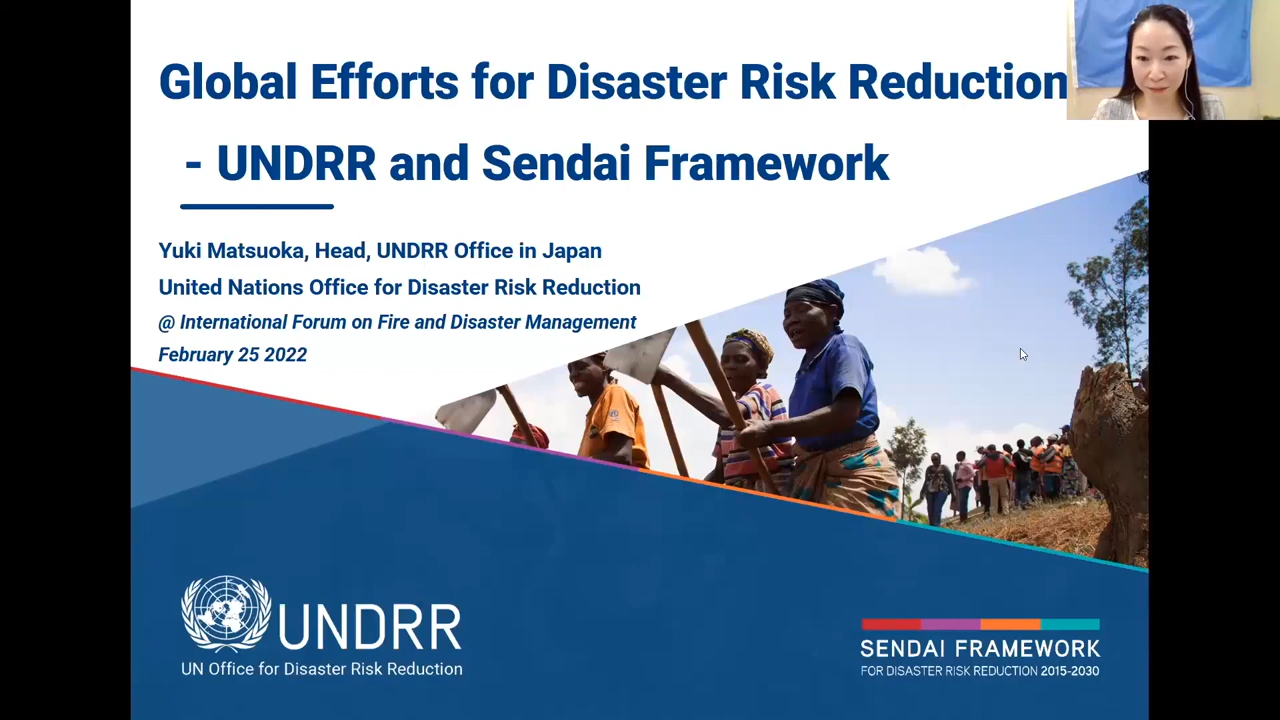 Global Efforts for Disaster Risk Reduction
- UNDRR and Sendai Framework
Yuki Matsuoka, Head, UNDRR Office in Japan
United Nations Office for Disaster Risk Reduction
@ International Forum on Fire and Disaster Management
February 25 2022
UNDRR
UN Office for Disaster Risk Reduction
SENDAI FRAMEWORK
FOR DISASTER RISK REDUCTION 2015-2030